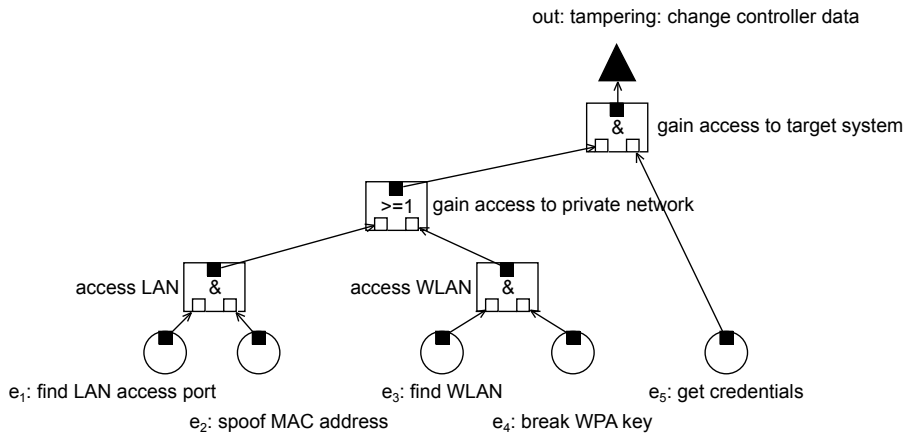 out: tampering: change controller data
&
gain access to target system
>=1
gain access to private network
access LAN
&
access WLAN
&
e₁: find LAN access port
e₂: spoof MAC address
e₃: find WLAN
e₄: break WPA key
e₅: get credentials